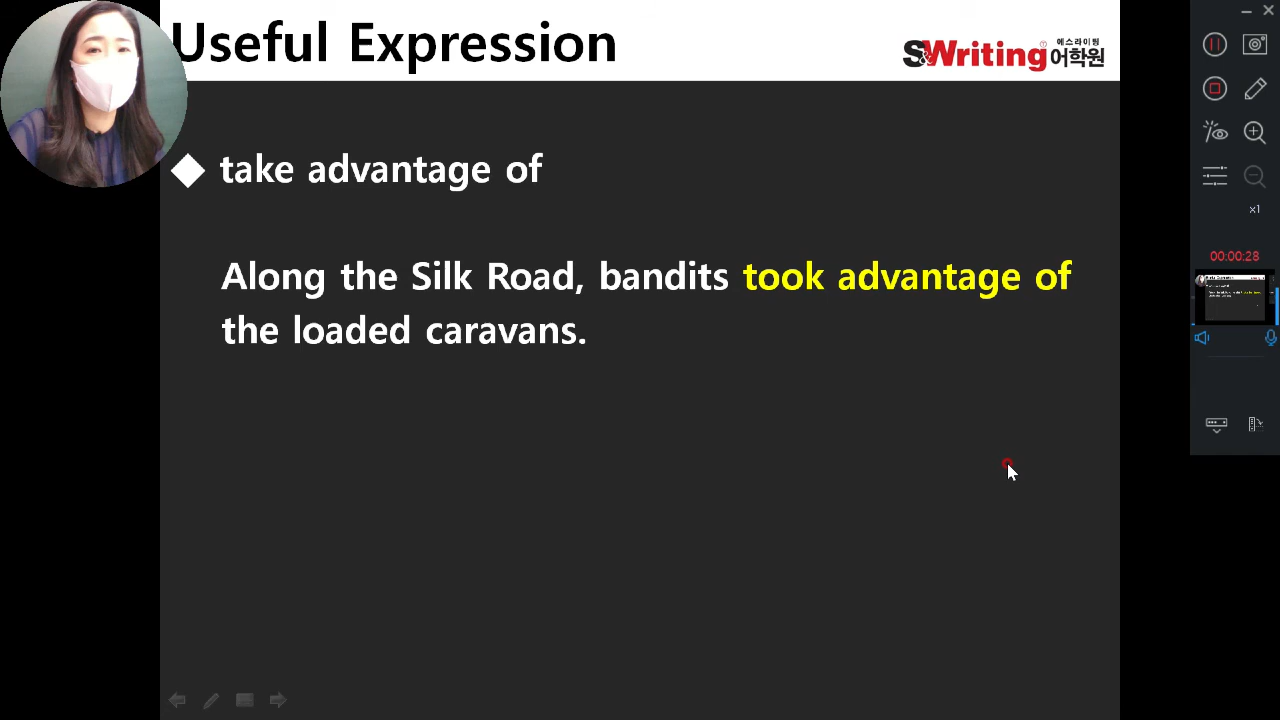 Useful Expression
S&Writing 에스라이팅 어학원
take advantage of
Along the Silk Road, bandits took advantage of
the loaded caravans.
x1
00:00:28